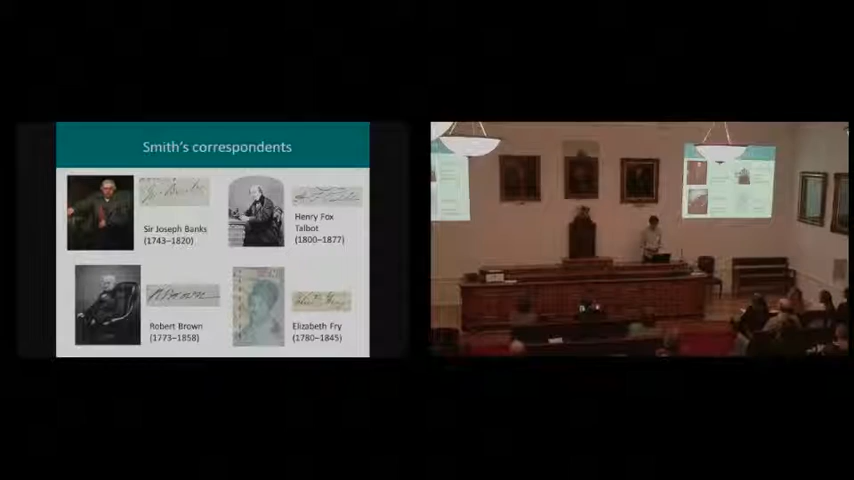 Smith's correspondents
Sir Joseph Banks
(1743–1820)
Henry Fox
Talbot
(1800–1877)
Robert Brown
(1773–1858)
Elizabeth Fry
(1780–1845)